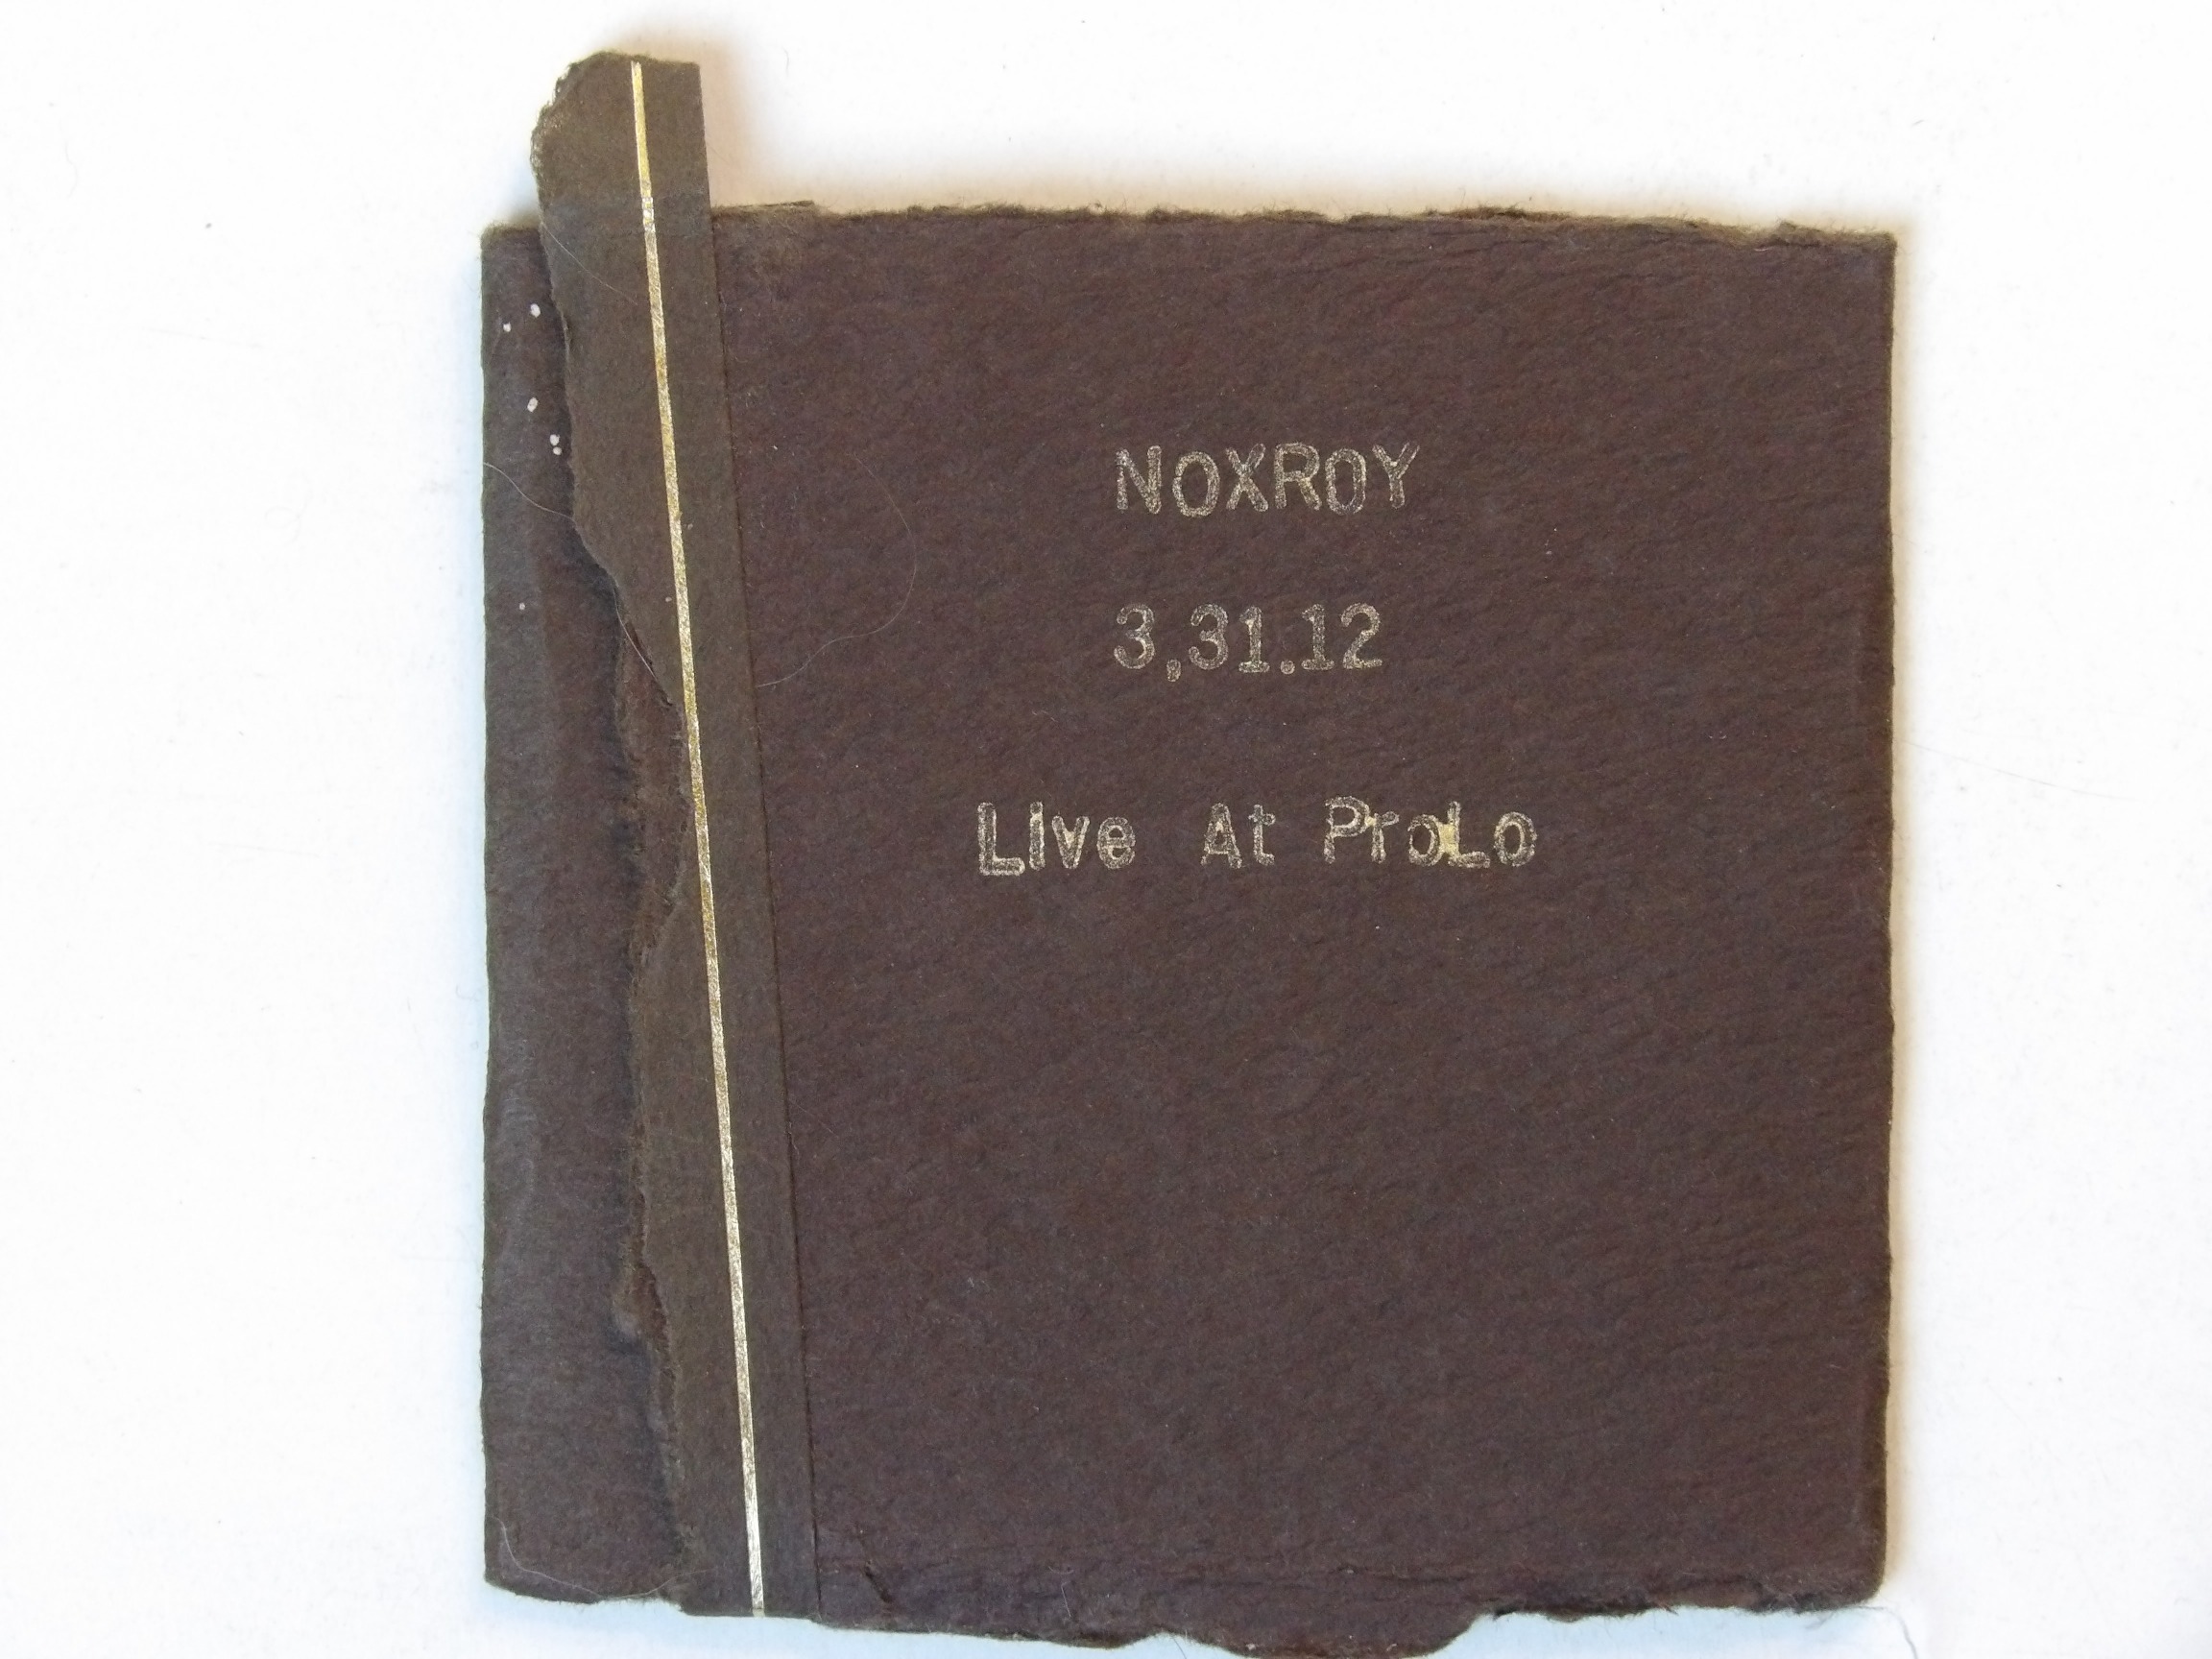 NOXROY
3,31.12
Live At ProLo